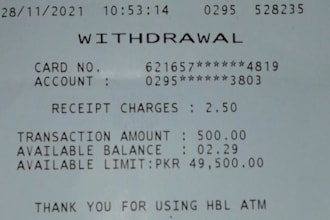 28/11/2021 10:53:14 0295 528235
WITHDRAWAL
CARD NO. 621657******4819
ACCOUNT : 0295******3803
RECEIPT CHARGES : 2.50
TRANSACTION AMOUNT : 500.00
AVAILABLE BALANCE : 02.29
AVAILABLE LIMIT:PKR 49,500.00
THANK YOU FOR USING HBL ATM